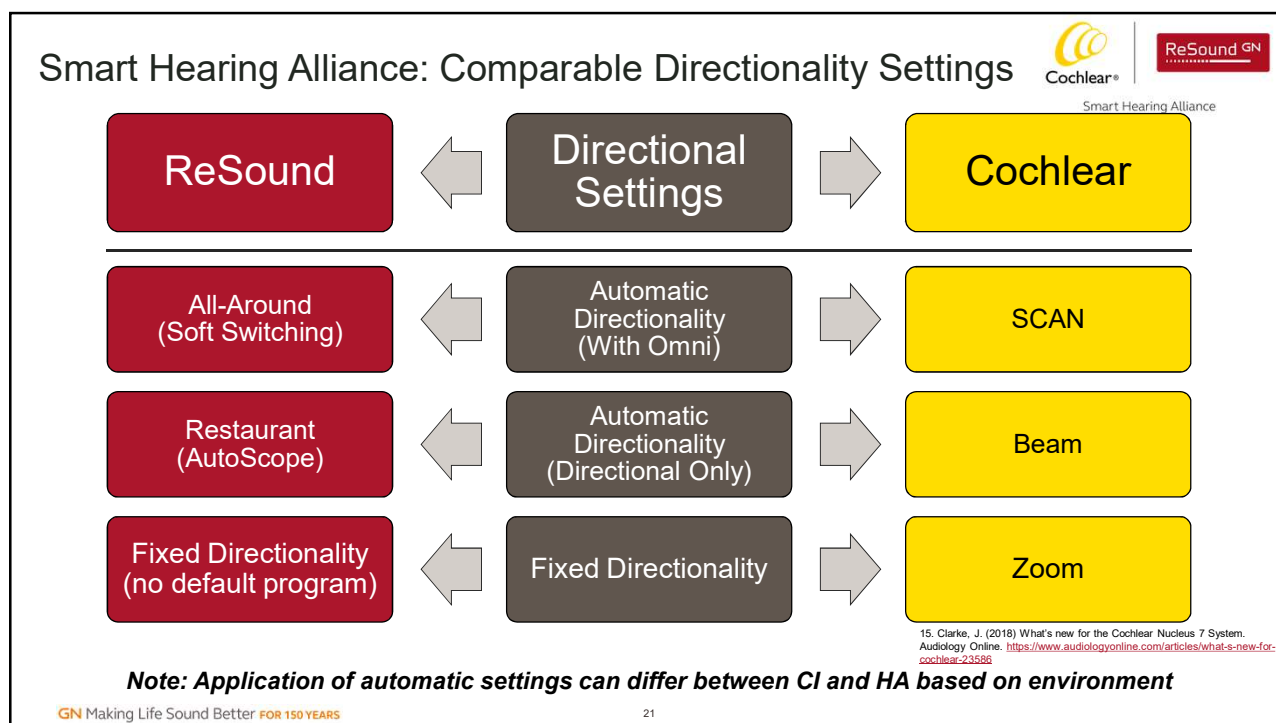 Smart Hearing Alliance: Comparable Directionality Settings
Cochlear®
ReSound GN
Smart Hearing Alliance
ReSound
Directional
Settings
Cochlear
All-Around
(Soft Switching)
Automatic
Directionality
(With Omni)
SCAN
Restaurant
(AutoScope)
Automatic
Directionality
(Directional Only)
Beam
Fixed Directionality
(no default program)
Fixed Directionality
Zoom
15. Clarke, J. (2018) What's new for the Cochlear Nucleus 7 System.
Audiology Online. https://www.audiologyonline.com/articles/what-s-new-for-
cochlear-23586
Note: Application of automatic settings can differ between CI and HA based on environment
GN Making Life Sound Better FOR 150 YEARS
21